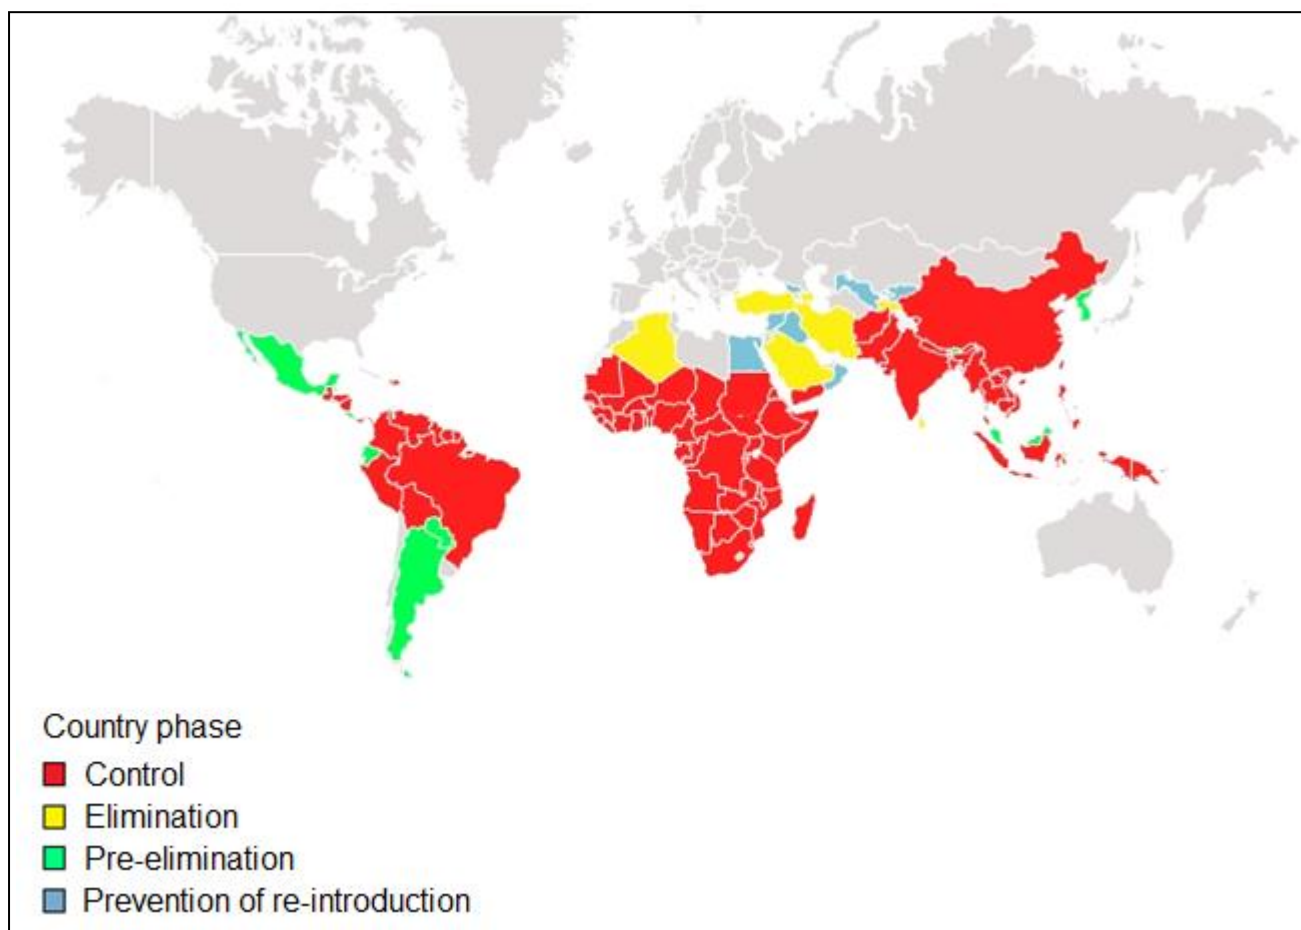 Country phase
Control
Elimination
Pre-elimination
Prevention of re-introduction